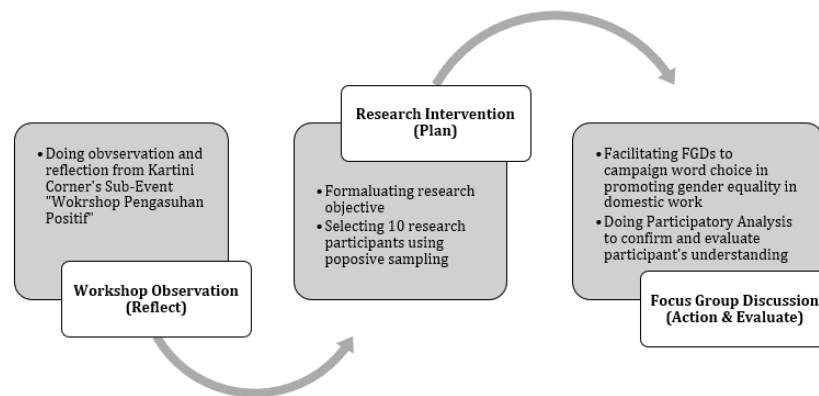 • Doing obvservation and
reflection from Kartini
Corner's Sub-Event
"Wokrshop Pengasuhan
Positif"
Workshop Observation
(Reflect)
Research Intervention
(Plan)
• Formaluating research
objective
• Selecting 10 research
participants using
poposive sampling
• Facilitating FGDs to
campaign word choice in
promoting gender equality in
domestic work
• Doing Participatory Analysis
to confirm and evaluate
participant's understanding
Focus Group Discussion
(Action & Evaluate)